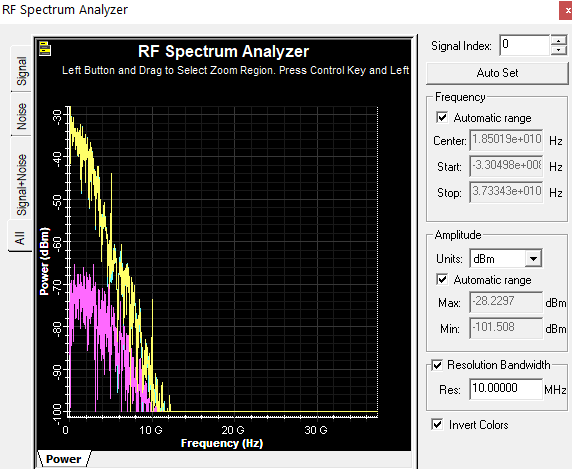 RF Spectrum Analyzer
x
Signal
Noise
Signal+Noise
All
RF Spectrum Analyzer
Left Button and Drag to Select Zoom Region. Press Control Key and Left
Power (dBm)
-30
-40
-50
-60
-70
-80
-90
-100
0
10 G
20 G
30 G
Frequency (Hz)
Power
Signal Index: 0
Auto Set
Frequency
Automatic range
Center: 1.85019e+010 Hz
Start: -3.30498e+008 Hz
Stop: 3.73343e+010 Hz
Amplitude
Units: dBm
Automatic range
Max: -28.2297 dBm
Min: -101.508 dBm
Resolution Bandwidth
Res: 10.00000 MHz
Invert Colors